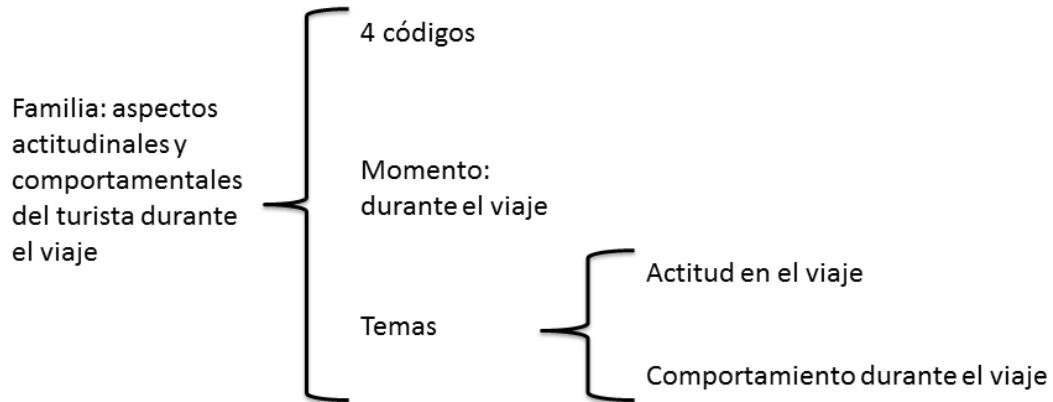 4 códigos
Familia: aspectos
actitudinales y
comportamentales
del turista durante
el viaje
Momento:
durante el viaje
Temas
Actitud en el viaje
Comportamiento durante el viaje